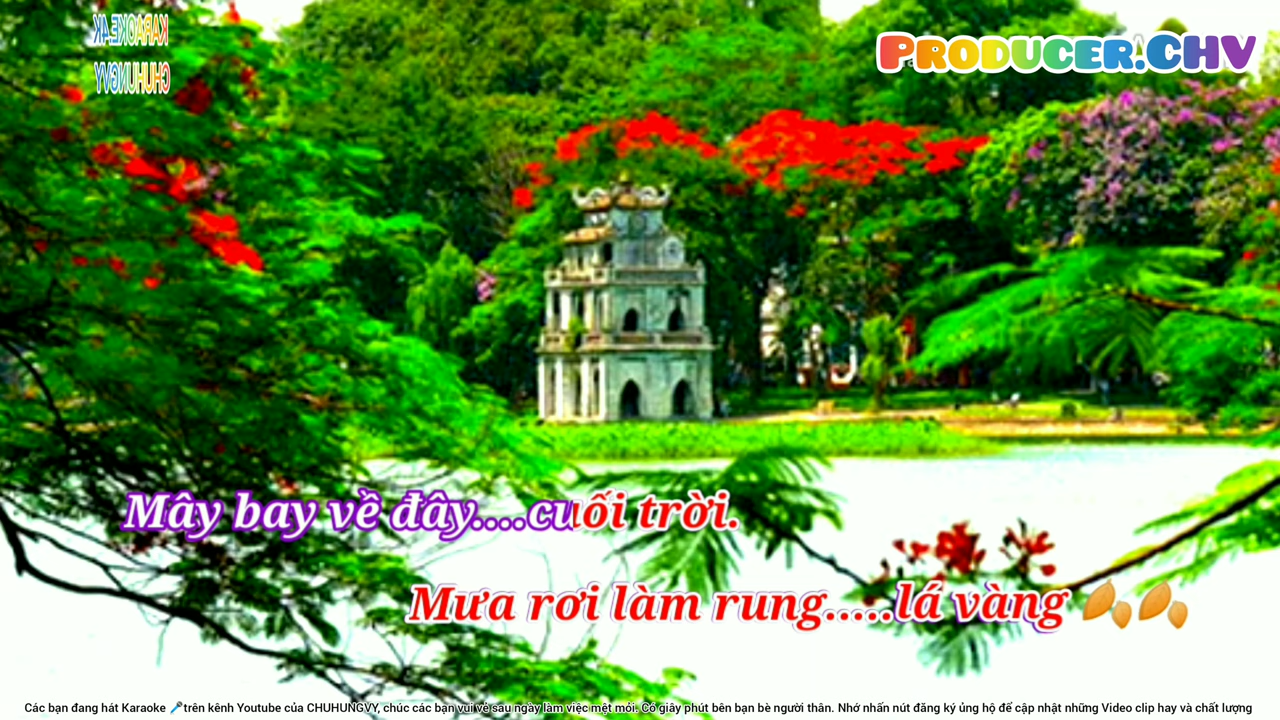 KARAOKE4K
CHUHUNGVY
PRODUCER.CHV
Mây bay về đây....cuối trời.
Mưa rơi làm rung.....lá vàng
Các bạn đang hát Karaoke 🎤trên kênh Youtube của CHUHUNGVY, chúc các bạn vui vẻ sau ngày làm việc mệt mỏi. Có giây phút bên bạn bè người thân. Nhớ nhấn nút đăng ký ủng hộ để cập nhật những Video clip hay và chất lượng